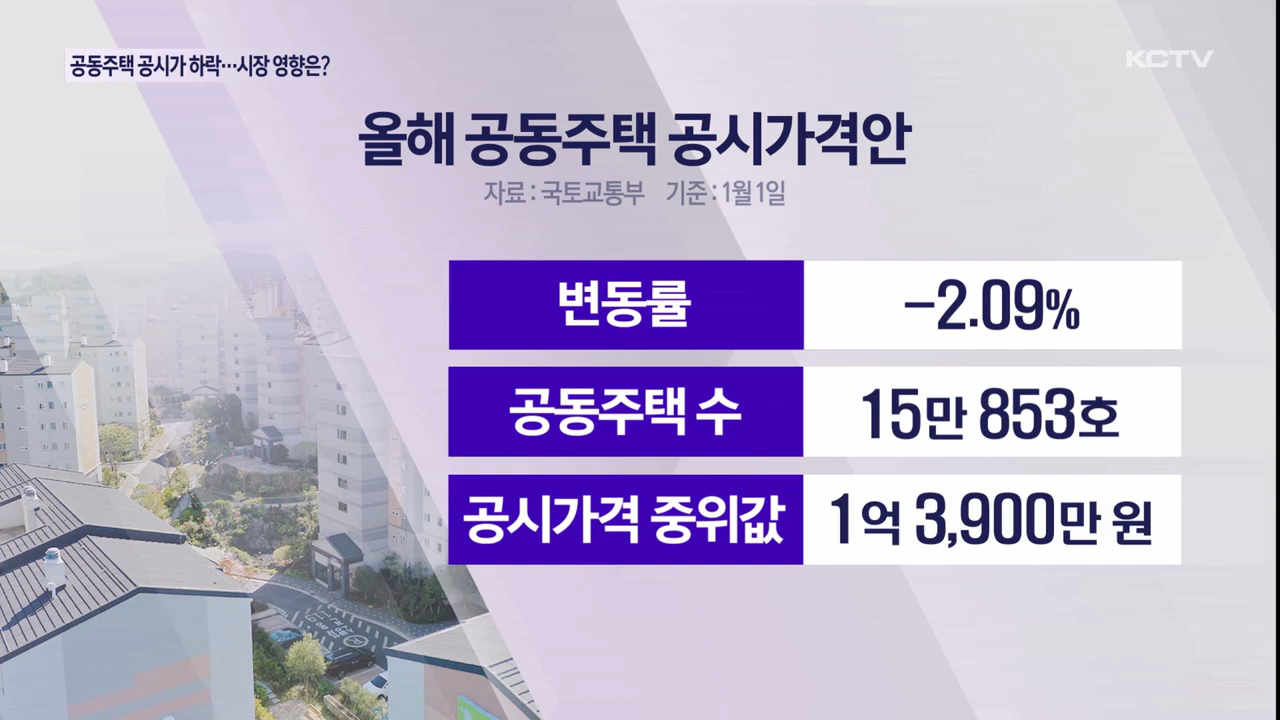 공동주택 공시가 하락…시장 영향은?
KCTV
올해 공동주택 공시가격안
자료 : 국토교통부 기준 : 1월 1일
변동률 -2.09%
공동주택 수 15만 853호
공시가격 중위값 1억 3,900만 원